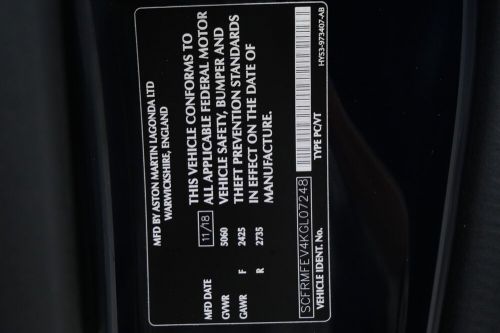 MFD BY ASTON MARTIN LAGONDA LTD
WARWICKSHIRE, ENGLAND
MFD DATE 11/18
GVWR 5060
GAWR F 2425
R 2735
THIS VEHICLE CONFORMS TO
ALL APPLICABLE FEDERAL MOTOR
VEHICLE SAFETY, BUMPER AND
THEFT PREVENTION STANDARDS
IN EFFECT ON THE DATE OF
MANUFACTURE.
SCFRMFEV4KGL07248
VEHICLE IDENT. No. TYPE PC/VT
HY53-973407-AB